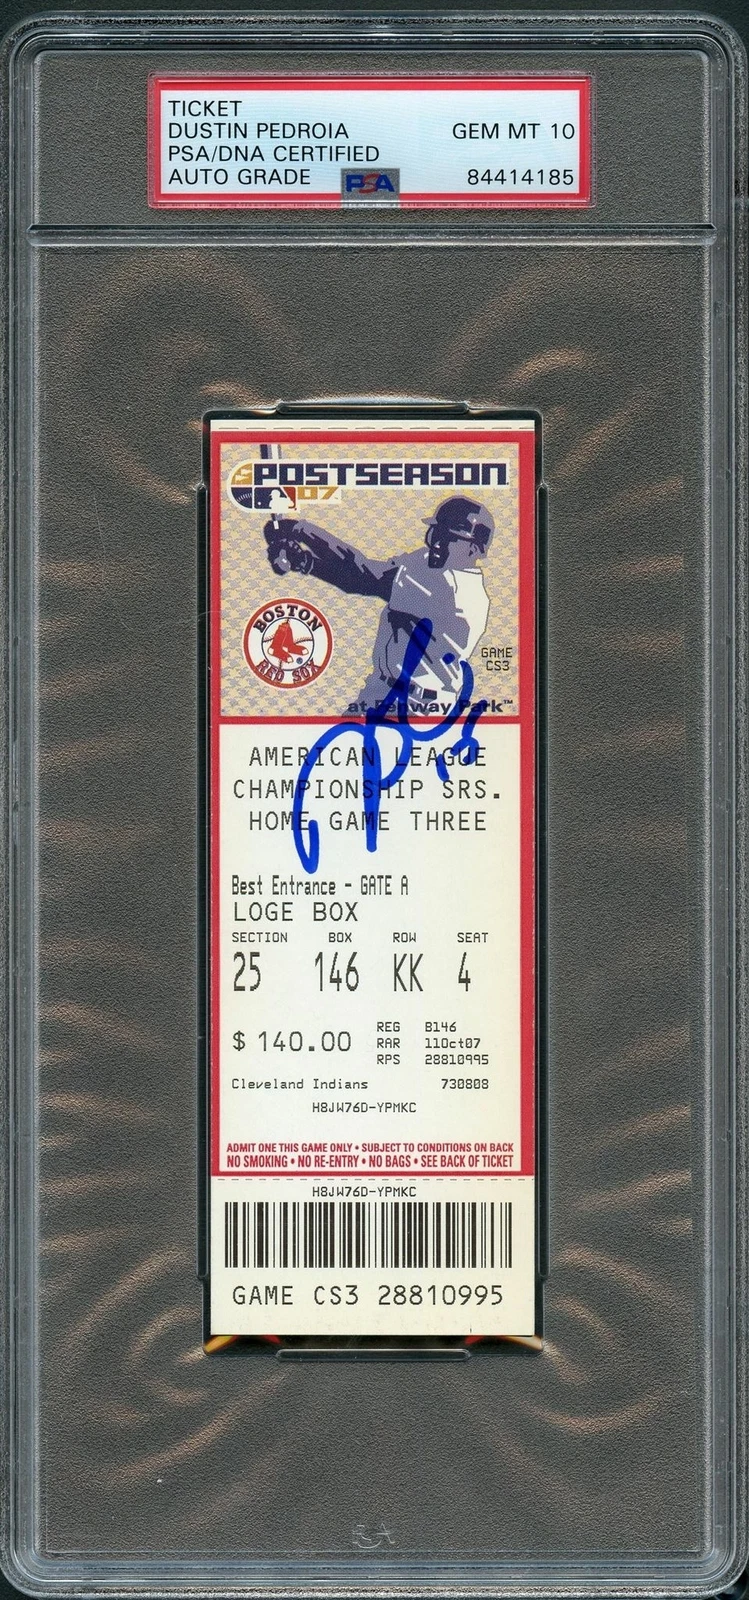 TICKET
DUSTIN PEDROIA GEM MT 10
PSA/DNA CERTIFIED
AUTO GRADE PSA 84414185
POSTSEASON
07
BOSTON
RED SOX
GAME
CS3
at Fenway Park™
AMERICAN LEAGUE
CHAMPIONSHIP SRS.
HOME GAME THREE
Best Entrance - GATE A
LOGE BOX
SECTION BOX ROW SEAT
25 146 KK 4
$ 140.00
REG B146
RAR 11Oct07
RPS 28810995
Cleveland Indians 730808
H8JW76D-YPMKC
ADMIT ONE THIS GAME ONLY • SUBJECT TO CONDITIONS ON BACK
NO SMOKING • NO RE-ENTRY • NO BAGS • SEE BACK OF TICKET
H8JW76D-YPMKC
GAME CS3 28810995